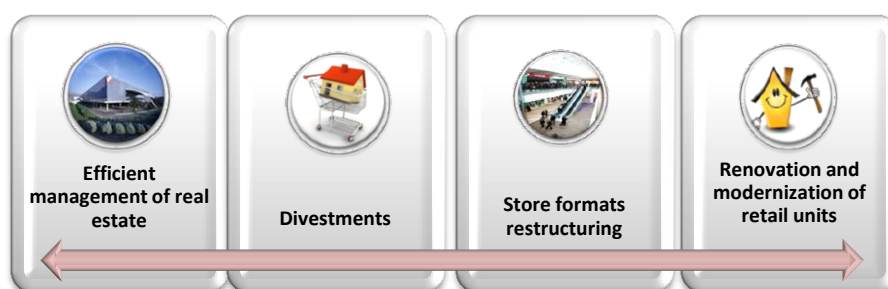 Efficient
management of real
estate
Divestments
Store formats
restructuring
Renovation and
modernization of
retail units